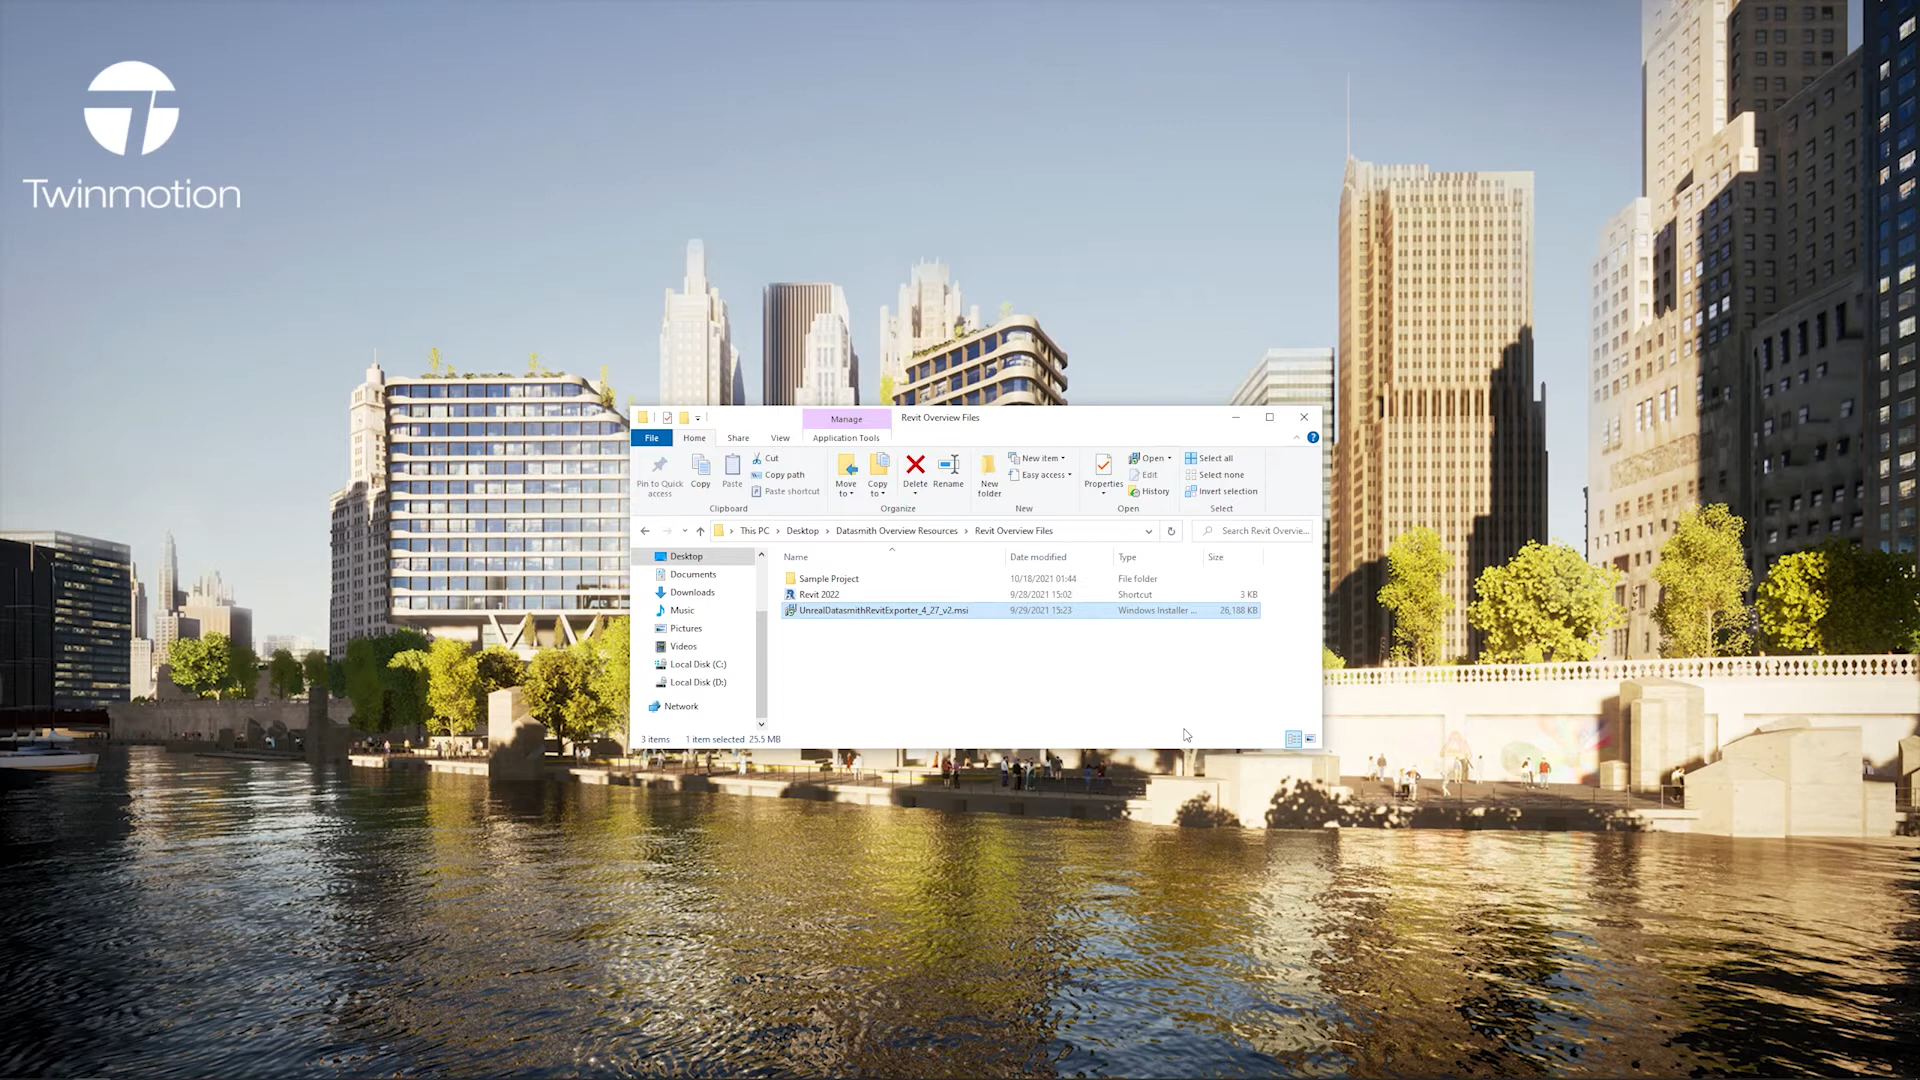 Twinmotion
Manage
Revit Overview Files
File
Home
Share
View
Application Tools
Pin to Quick access
Copy
Paste
Cut
Copy path
Paste shortcut
Clipboard
Move to
Copy to
Delete
Rename
Organize
New folder
New item
Easy access
New
Properties
Open
Edit
History
Open
Select all
Select none
Invert selection
Select
This PC
Desktop
Datasmith Overview Resources
Revit Overview Files
Search Revit Overvie...
Desktop
Documents
Downloads
Music
Pictures
Videos
Local Disk (C:)
Local Disk (D:)
Network
Name Date modified Type Size
Sample Project 10/18/2021 01:44 File folder
Revit 2022 9/28/2021 15:02 Shortcut 3 KB
UnrealDatasmithRevitExporter_4_27_v2.msi 9/29/2021 15:23 Windows Installer ... 26,188 KB
3 items 1 item selected 25.5 MB